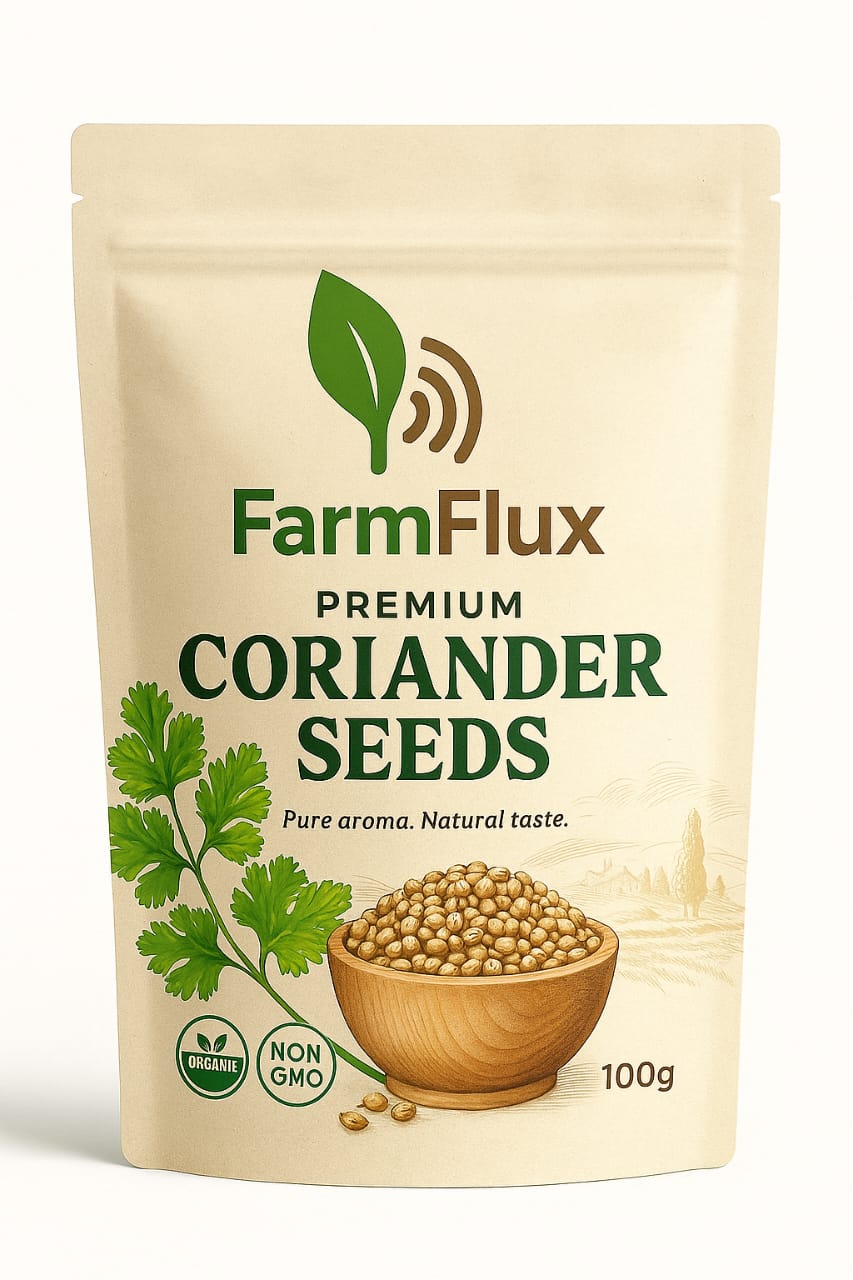 FarmFlux
PREMIUM
CORIANDER
SEEDS
Pure aroma. Natural taste.
ORGANIE
NON
GMO
100g